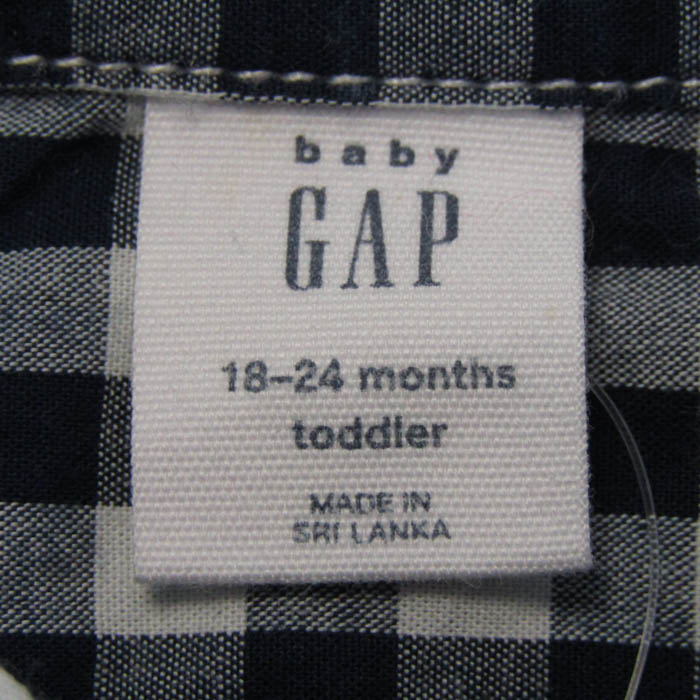 baby
GAP
18–24 months
toddler
MADE IN
SRI LANKA